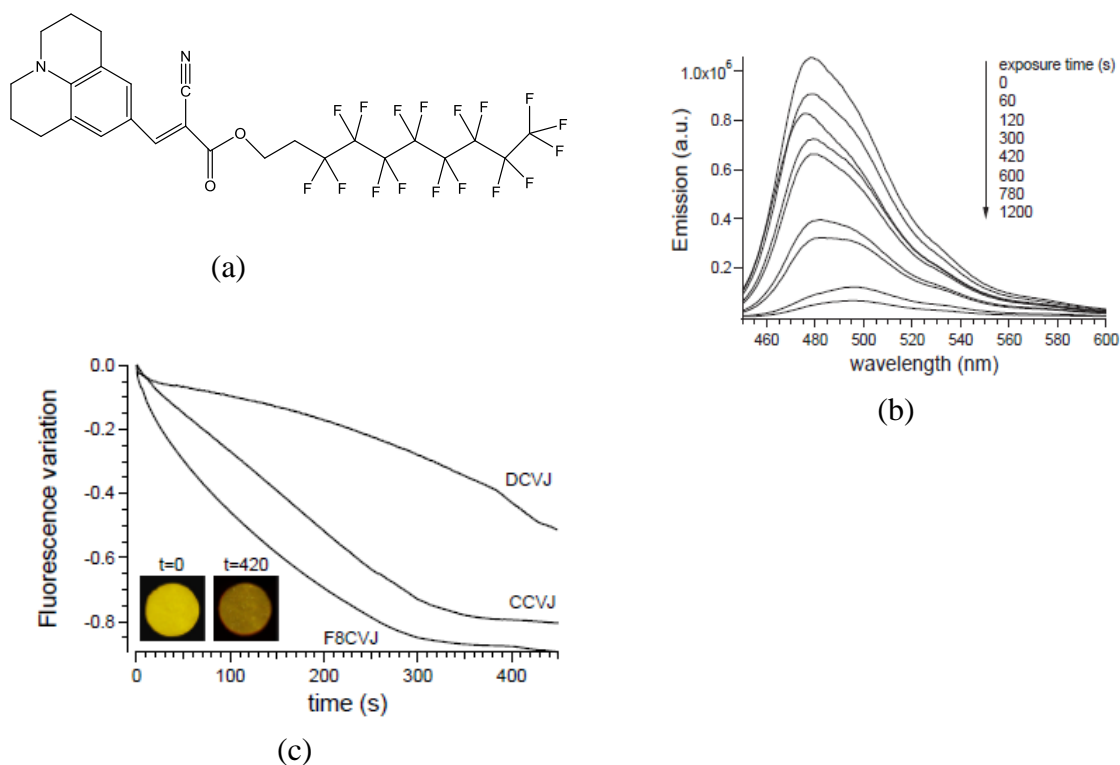 N
N
F F F F F F F
F
O
F
O
F F F F F F F F
(a)
exposure time (s)
0
60
120
300
420
600
780
1200
1.0x10⁶
0.8
0.6
0.4
0.2
Emission (a.u.)
460 480 500 520 540 560 580 600
wavelength (nm)
(b)
0.0
-0.2
-0.4
-0.6
-0.8
Fluorescence variation
DCVJ
CCVJ
F8CVJ
t=0 t=420
0 100 200 300 400
time (s)
(c)